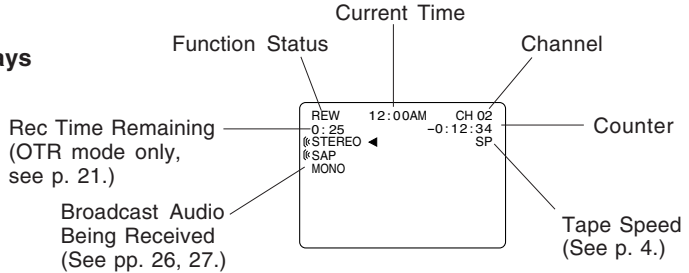 Current Time
Function Status
Channel
REW 12:00AM CH 02
0:25 -0:12:34
STEREO ◄ SP
SAP
MONO
Rec Time Remaining
(OTR mode only,
see p. 21.)
Counter
Broadcast Audio
Being Received
(See pp. 26, 27.)
Tape Speed
(See p. 4.)